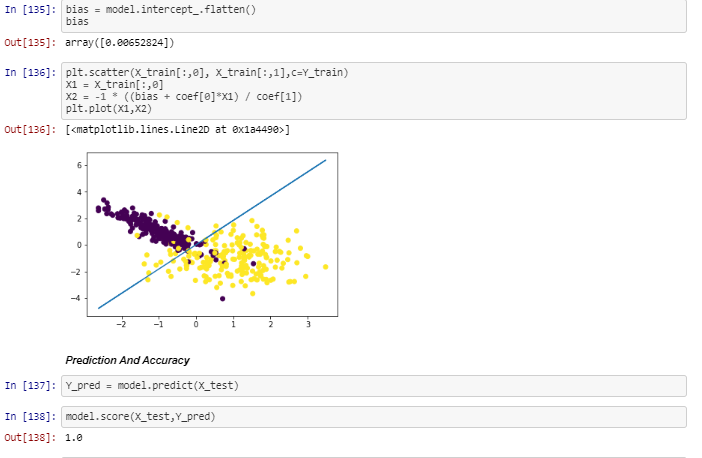 In [135]: bias = model.intercept_.flatten()
bias
Out[135]: array([0.00652824])
In [136]: plt.scatter(X_train[:,0], X_train[:,1],c=Y_train)
X1 = X_train[:,0]
X2 = -1 * ((bias + coef[0]*X1) / coef[1])
plt.plot(X1,X2)
Out[136]: [<matplotlib.lines.Line2D at 0x1a4490>]
6
4
2
0
−2
−4
−2 −1 0 1 2 3
Prediction And Accuracy
In [137]: Y_pred = model.predict(X_test)
In [138]: model.score(X_test,Y_pred)
Out[138]: 1.0